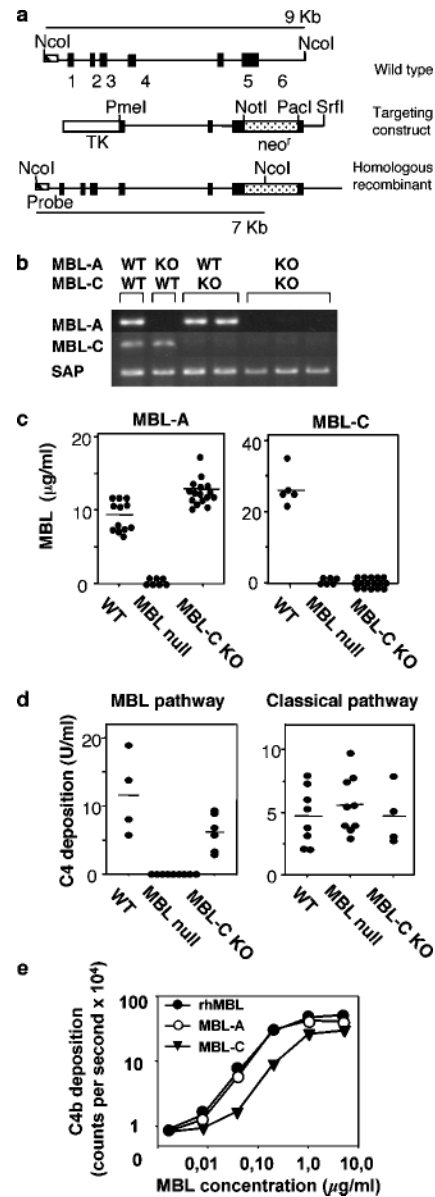 a
9 Kb
NcoI NcoI
1 2 3 4 5 6
Wild type
PmeI NotI PacI SrfI
Targeting
construct
TK neoʳ
NcoI NcoI
Homologous
recombinant
Probe
7 Kb
b
MBL-A WT KO WT KO
MBL-C WT WT KO KO
MBL-A
MBL-C
SAP
c
MBL-A MBL-C
MBL (µg/ml)
20
10
0
40
20
0
WT MBL null MBL-C KO
WT MBL null MBL-C KO
d
MBL pathway Classical pathway
C4 deposition (U/ml)
20
10
0
10
5
0
WT MBL null MBL-C KO
WT MBL null MBL-C KO
e
C4b deposition
(counts per second x 10⁴)
100
10
1
0
rhMBL
MBL-A
MBL-C
0,01 0,10 1,0 10,0
MBL concentration (µg/ml)